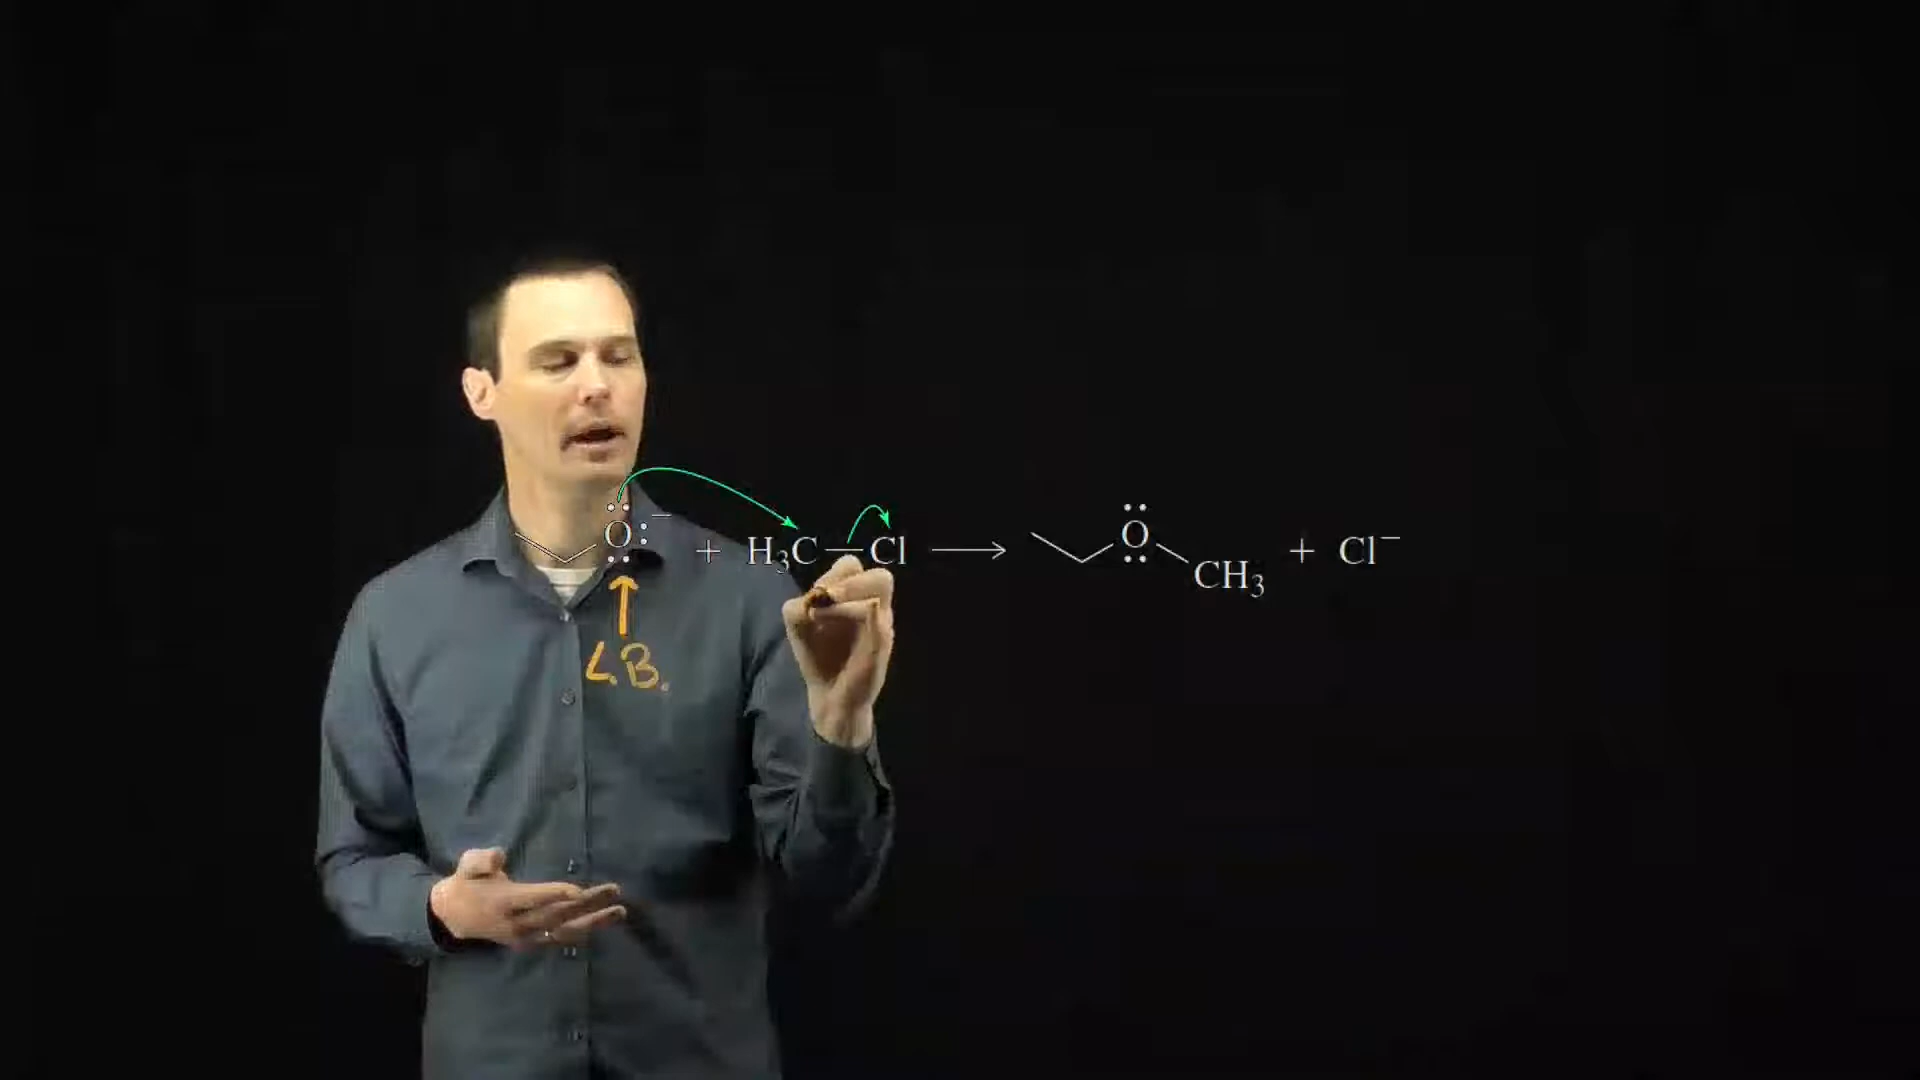 O:⁻ + H₃C—Cl ⟶ O CH₃ + Cl⁻
L.B.